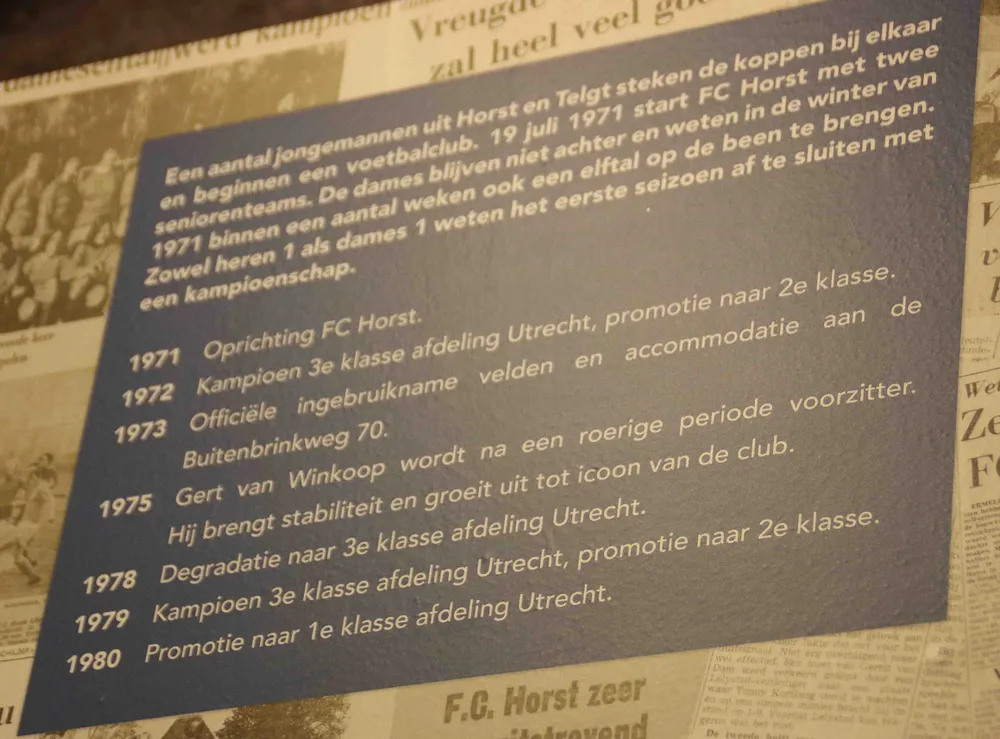 damesentaljjwerd kampioen
Vreugde
zal heel veel
Een aantal jongemannen uit Horst en Telgt steken de koppen bij elkaar
en beginnen een voetbalclub. 19 juli 1971 start FC Horst met twee
seniorenteams. De dames blijven niet achter en weten in de winter van
1971 binnen een aantal weken ook een elftal op de been te brengen.
Zowel heren 1 als dames 1 weten het eerste seizoen af te sluiten met
een kampioenschap.
1971 Oprichting FC Horst.
1972 Kampioen 3e klasse afdeling Utrecht, promotie naar 2e klasse.
1973 Officiële ingebruikname velden en accommodatie aan de
Buitenbrinkweg 70.
1975 Gert van Winkoop wordt na een roerige periode voorzitter.
Hij brengt stabiliteit en groeit uit tot icoon van de club.
1978 Degradatie naar 3e klasse afdeling Utrecht.
1979 Kampioen 3e klasse afdeling Utrecht, promotie naar 2e klasse.
1980 Promotie naar 1e klasse afdeling Utrecht.
F.C. Horst zeer